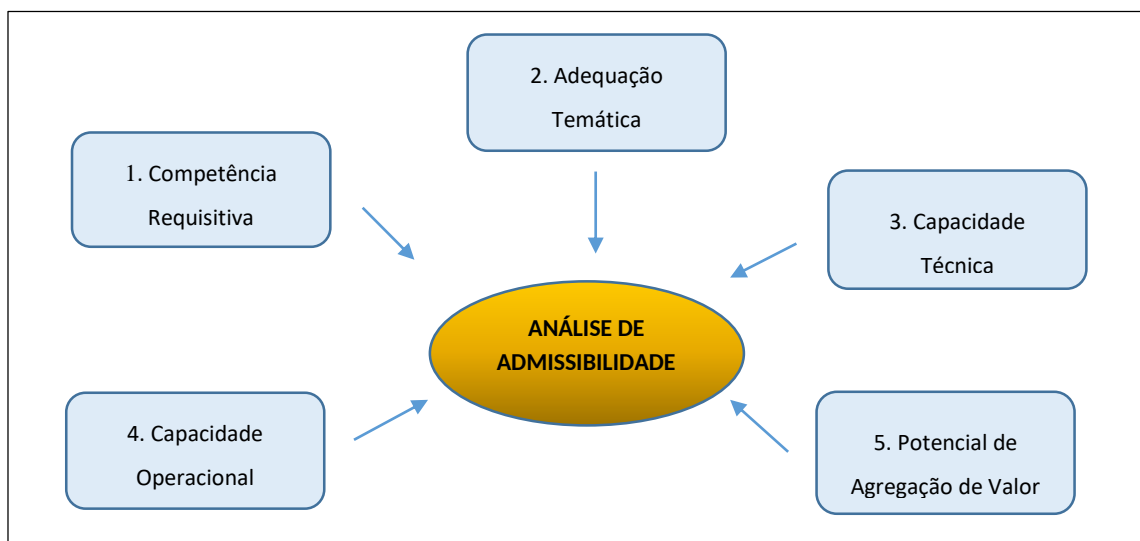 1. Competência
Requisitiva
2. Adequação
Temática
3. Capacidade
Técnica
4. Capacidade
Operacional
5. Potencial de
Agregação de Valor
ANÁLISE DE
ADMISSIBILIDADE